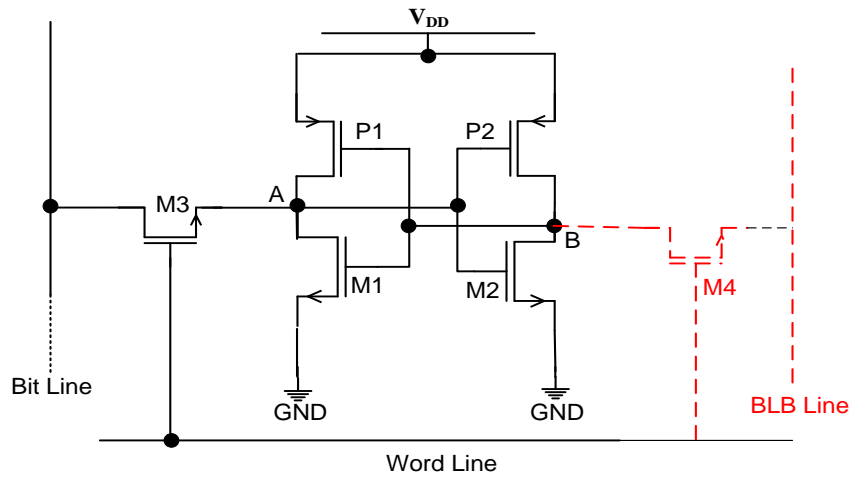 VDD
P1
P2
A
M3
B
M1
M2
M4
Bit Line
GND
GND
BLB Line
Word Line